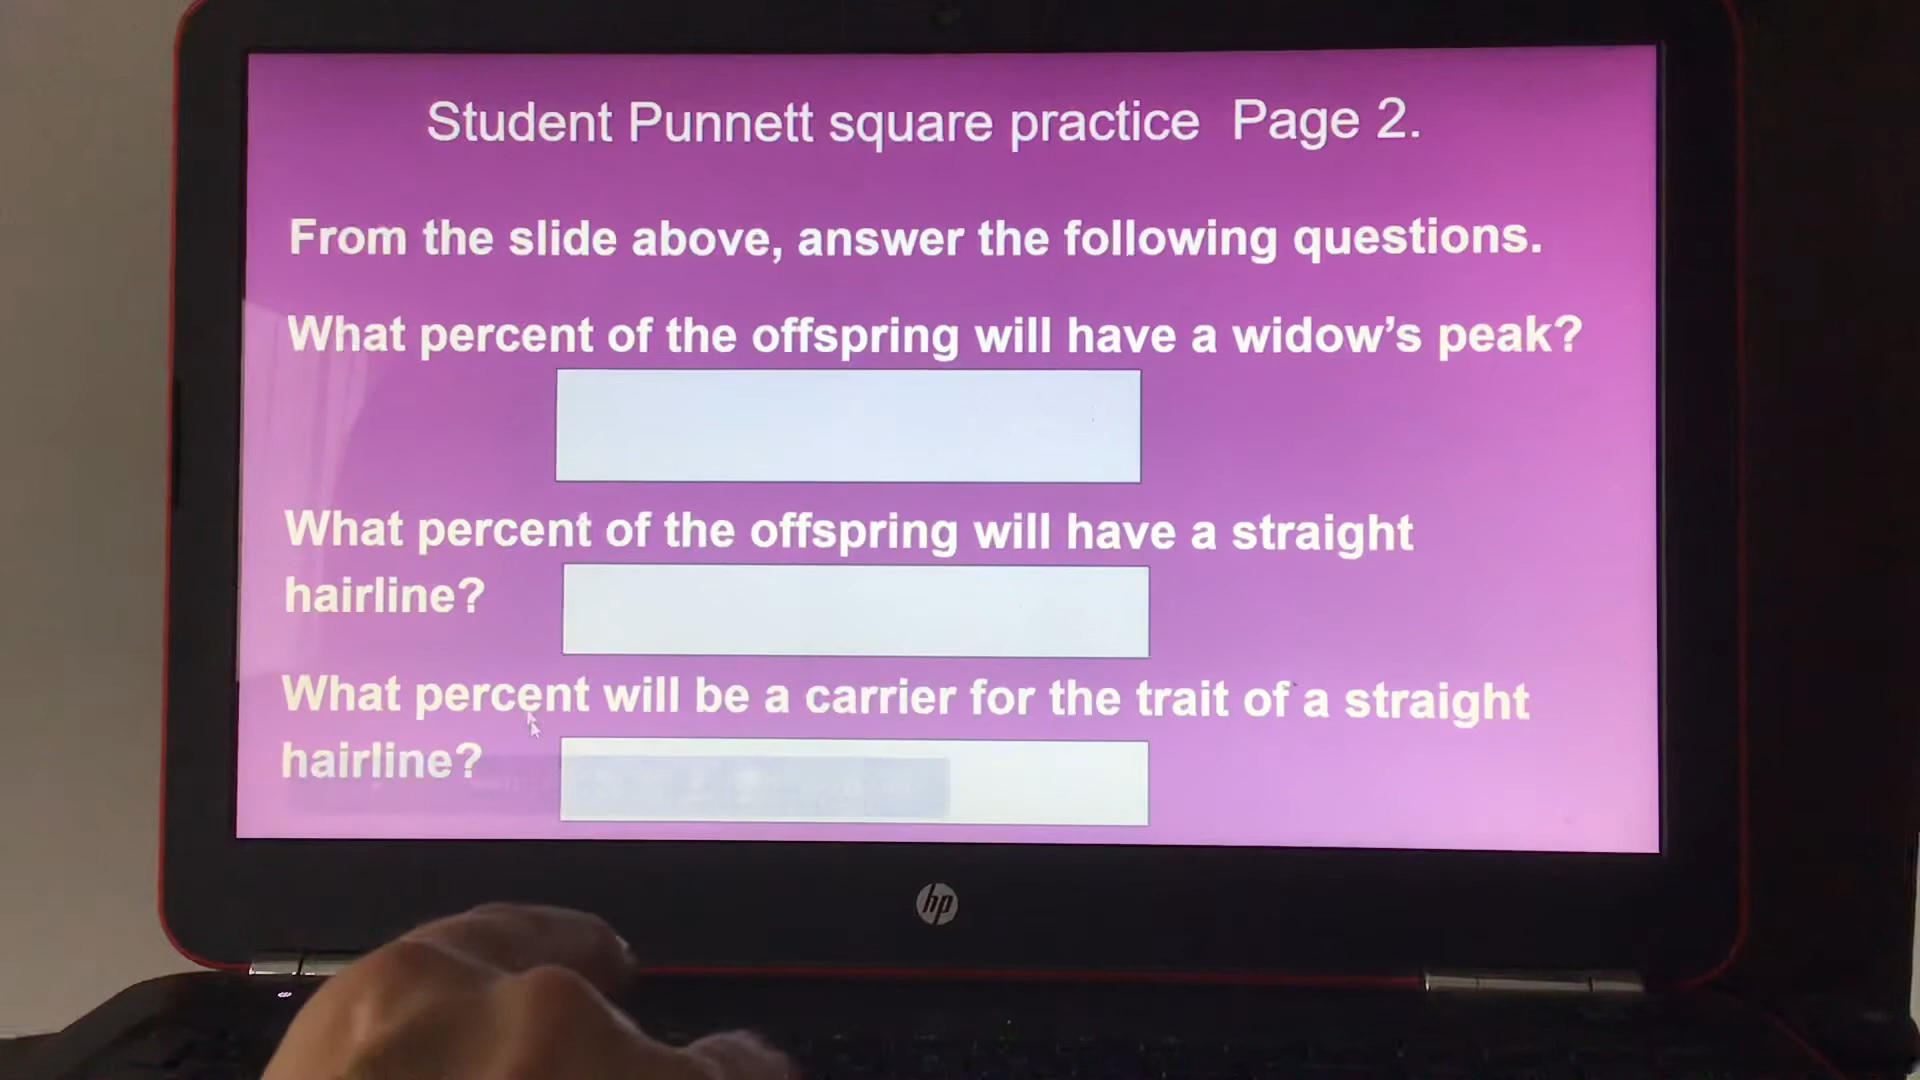 Student Punnett square practice Page 2.
From the slide above, answer the following questions.
What percent of the offspring will have a widow’s peak?
What percent of the offspring will have a straight
hairline?
What percent will be a carrier for the trait of a straight
hairline?
hp